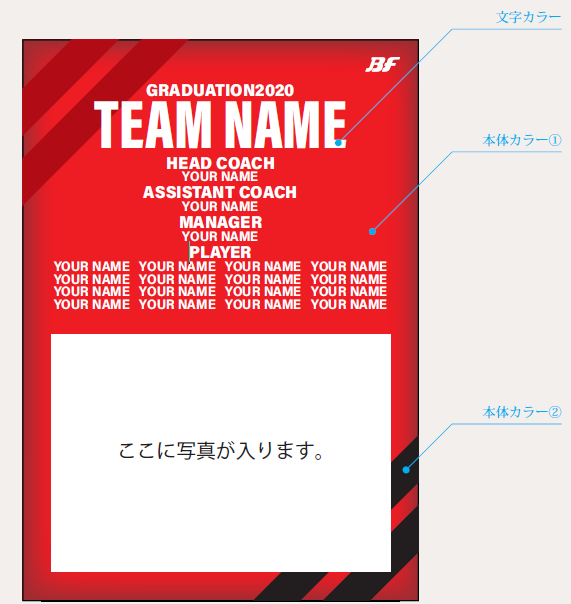 文字カラー
BF
GRADUATION2020
TEAM NAME
本体カラー①
HEAD COACH
YOUR NAME
ASSISTANT COACH
YOUR NAME
MANAGER
YOUR NAME
PLAYER
YOUR NAME YOUR NAME YOUR NAME YOUR NAME
YOUR NAME YOUR NAME YOUR NAME YOUR NAME
YOUR NAME YOUR NAME YOUR NAME YOUR NAME
YOUR NAME YOUR NAME YOUR NAME YOUR NAME
本体カラー②
ここに写真が入ります。